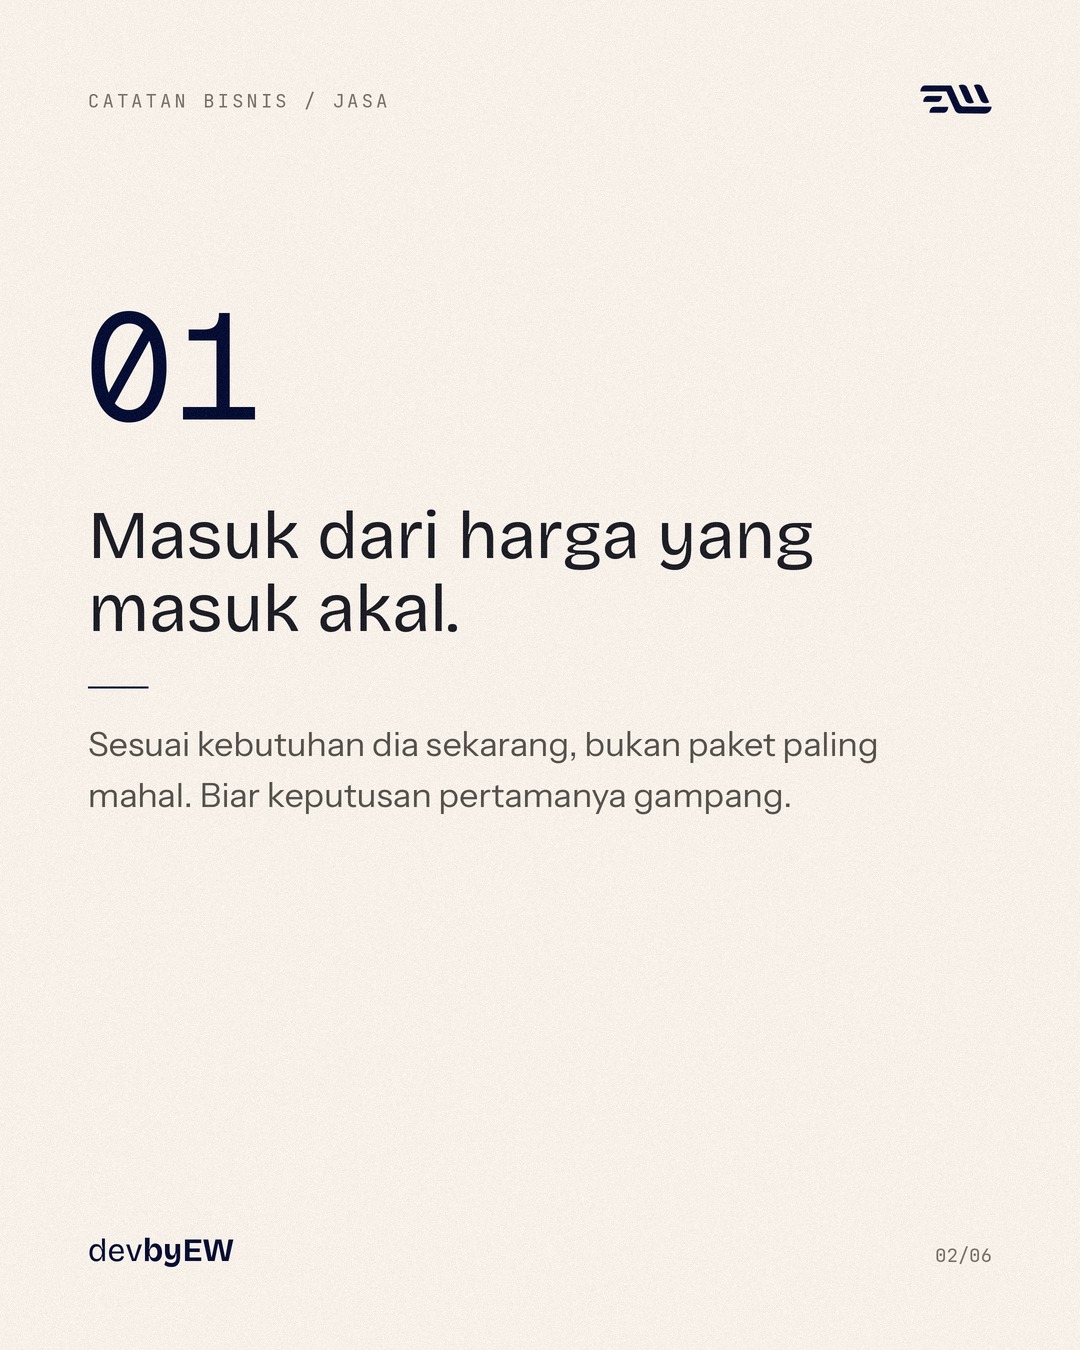 CATATAN BISNIS / JASA
EW
01
Masuk dari harga yang
masuk akal.
Sesuai kebutuhan dia sekarang, bukan paket paling
mahal. Biar keputusan pertamanya gampang.
devbyEW
02/06